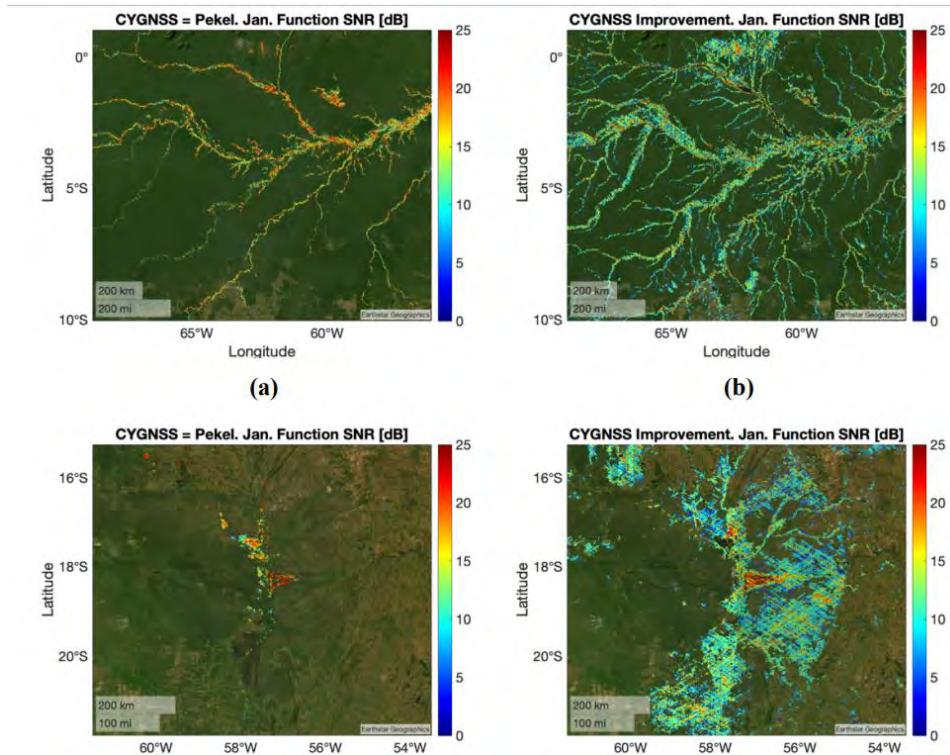 CYGNSS = Pekel. Jan. Function SNR [dB]
CYGNSS Improvement. Jan. Function SNR [dB]
0°
5°S
10°S
Latitude
200 km
200 mi
Earthstar Geographics
65°W
60°W
Longitude
25
20
15
10
5
0
0°
5°S
10°S
Latitude
200 km
200 mi
Earthstar Geographics
65°W
60°W
Longitude
25
20
15
10
5
0
(a)
(b)
CYGNSS = Pekel. Jan. Function SNR [dB]
CYGNSS Improvement. Jan. Function SNR [dB]
16°S
18°S
20°S
Latitude
200 km
100 mi
Earthstar Geographics
60°W
58°W
56°W
54°W
25
20
15
10
5
0
16°S
18°S
20°S
Latitude
200 km
100 mi
Earthstar Geographics
60°W
58°W
56°W
54°W
25
20
15
10
5
0